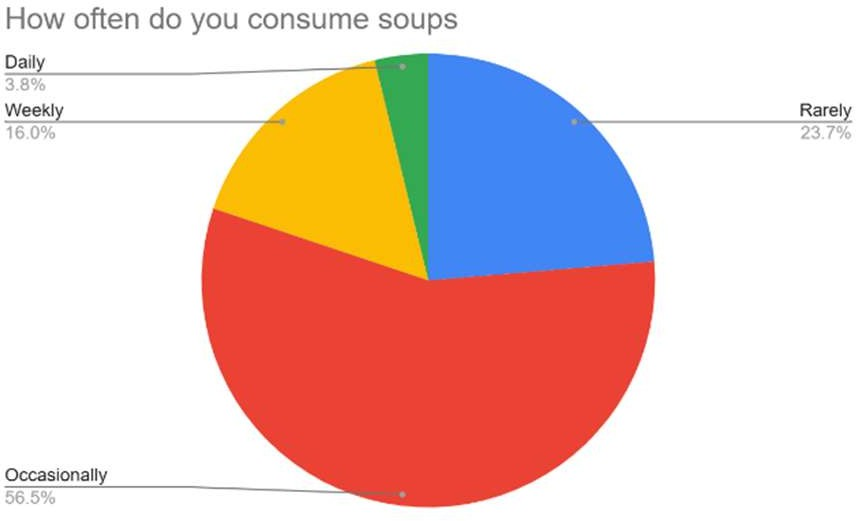 How often do you consume soups
Daily
3.8%
Weekly
16.0%
Rarely
23.7%
Occasionally
56.5%